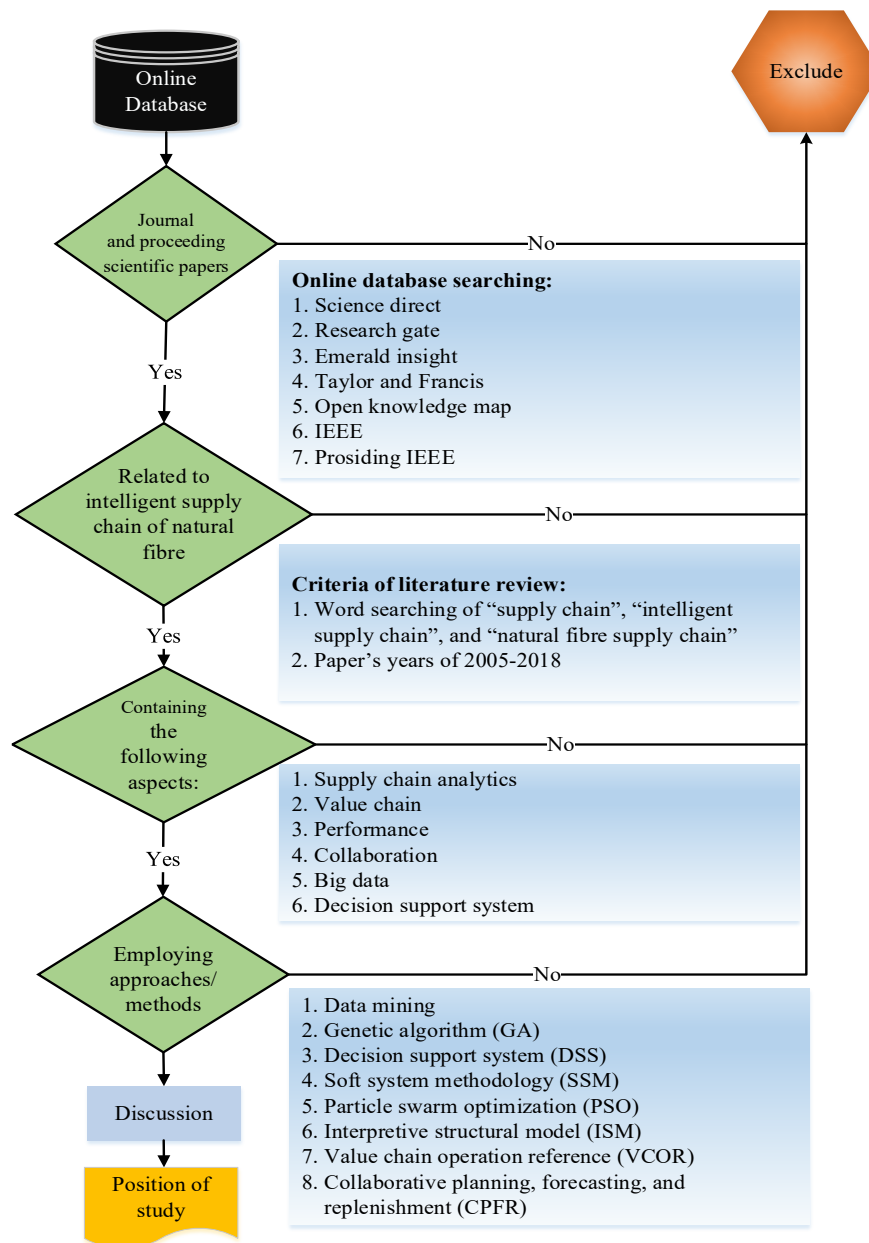 Online
Database
Exclude
Journal
and proceeding
scientific papers
No
Online database searching:
1. Science direct
2. Research gate
3. Emerald insight
4. Taylor and Francis
5. Open knowledge map
6. IEEE
7. Prosiding IEEE
Yes
Related to
intelligent supply
chain of natural
fibre
No
Criteria of literature review:
1. Word searching of “supply chain”, “intelligent
supply chain”, and “natural fibre supply chain”
2. Paper’s years of 2005-2018
Yes
Containing
the
following
aspects:
No
1. Supply chain analytics
2. Value chain
3. Performance
4. Collaboration
5. Big data
6. Decision support system
Yes
Employing
approaches/
methods
No
1. Data mining
2. Genetic algorithm (GA)
3. Decision support system (DSS)
4. Soft system methodology (SSM)
5. Particle swarm optimization (PSO)
6. Interpretive structural model (ISM)
7. Value chain operation reference (VCOR)
8. Collaborative planning, forecasting, and
replenishment (CPFR)
Discussion
Position of
study